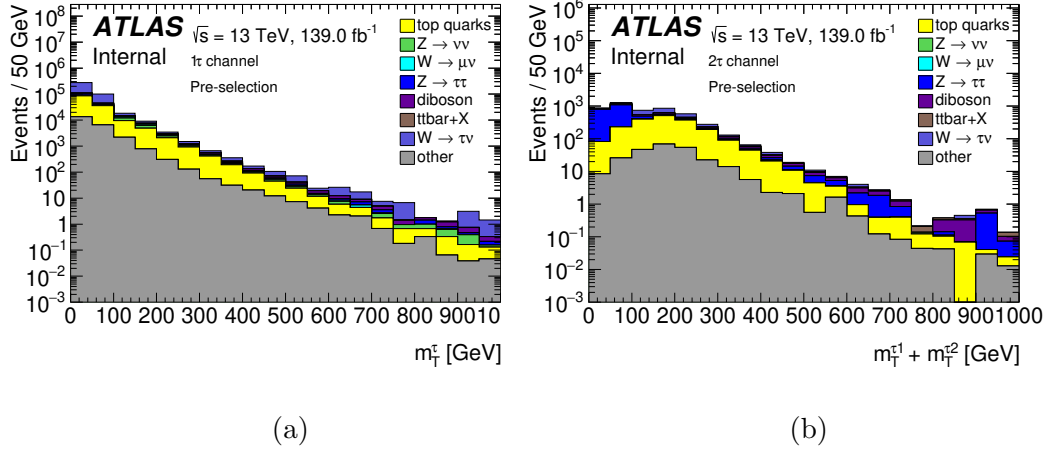 Events / 50 GeV
10⁸
10⁷
10⁶
10⁵
10⁴
10³
10²
10
1
10⁻¹
10⁻²
10⁻³
ATLAS
Internal
√s = 13 TeV, 139.0 fb⁻¹
1τ channel
Pre-selection
top quarks
Z → νν
W → μν
Z → ττ
diboson
ttbar+X
W → τν
other
0 100 200 300 400 500 600 700 800 900 10
m_T^τ [GeV]
(a)
Events / 50 GeV
10⁶
10⁵
10⁴
10³
10²
10
1
10⁻¹
10⁻²
10⁻³
ATLAS
Internal
√s = 13 TeV, 139.0 fb⁻¹
2τ channel
Pre-selection
top quarks
Z → νν
W → μν
Z → ττ
diboson
ttbar+X
W → τν
other
0 100 200 300 400 500 600 700 800 900 1000
m_T^τ1 + m_T^τ2 [GeV]
(b)